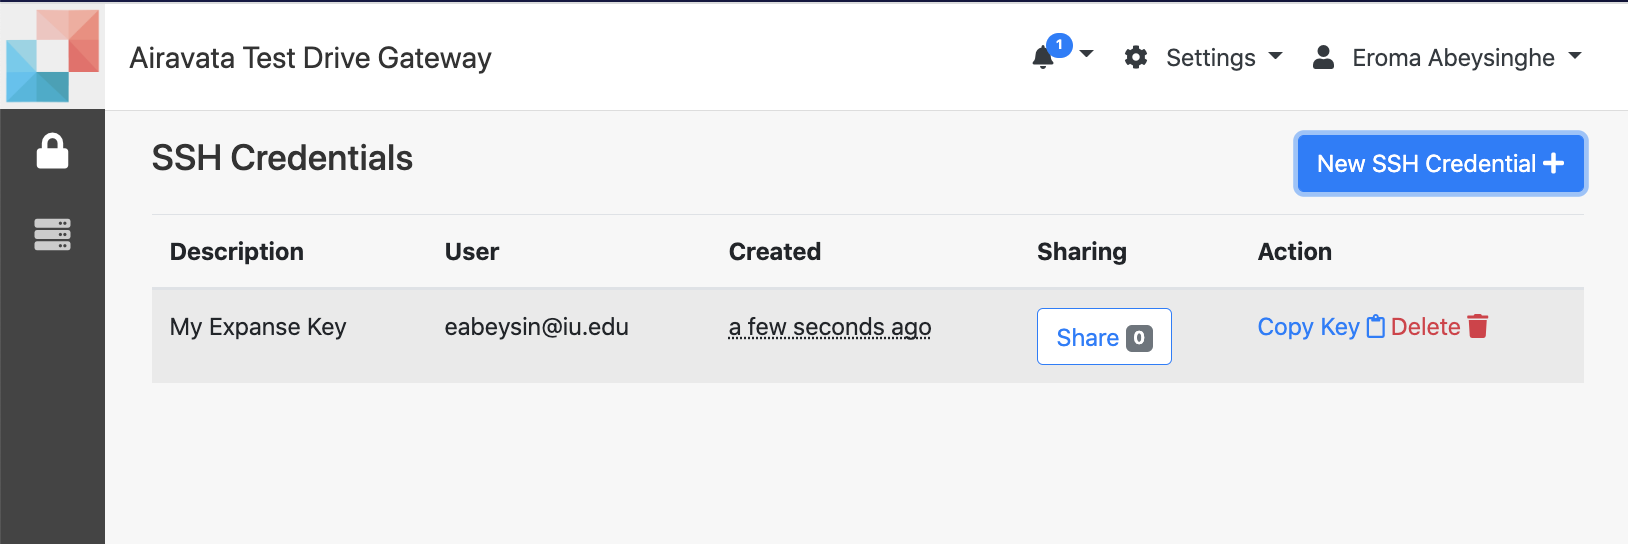 Airavata Test Drive Gateway
1
Settings
Eroma Abeysinghe
SSH Credentials
New SSH Credential
Description User Created Sharing Action
My Expanse Key eabeysin@iu.edu a few seconds ago Share 0 Copy Key Delete